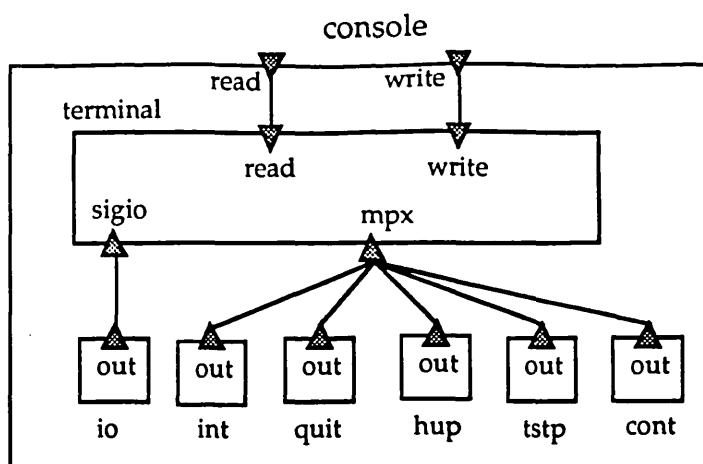 console
read write
terminal
read write
sigio mpx
out out out out out out
io int quit hup tstp cont